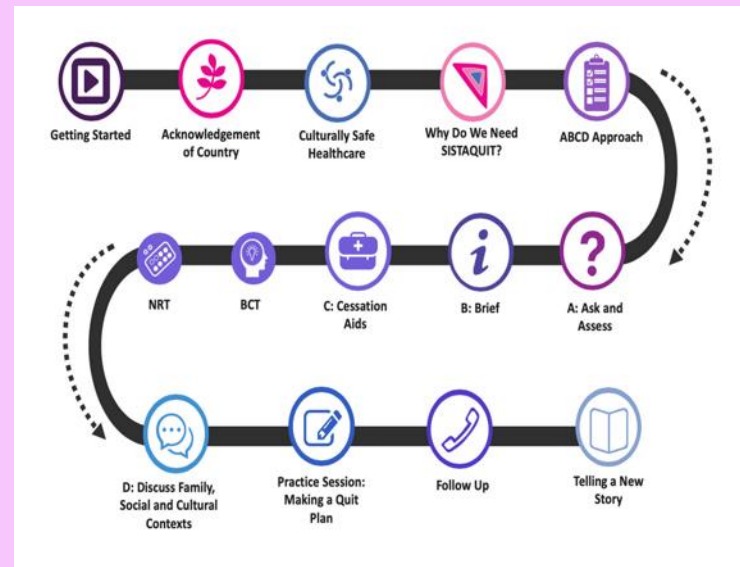 Getting Started
Acknowledgement
of Country
Culturally Safe
Healthcare
Why Do We Need
SISTAQUIT?
ABCD Approach
A: Ask and
Assess
B: Brief
C: Cessation
Aids
BCT
NRT
D: Discuss Family,
Social and Cultural
Contexts
Practice Session:
Making a Quit
Plan
Follow Up
Telling a New
Story